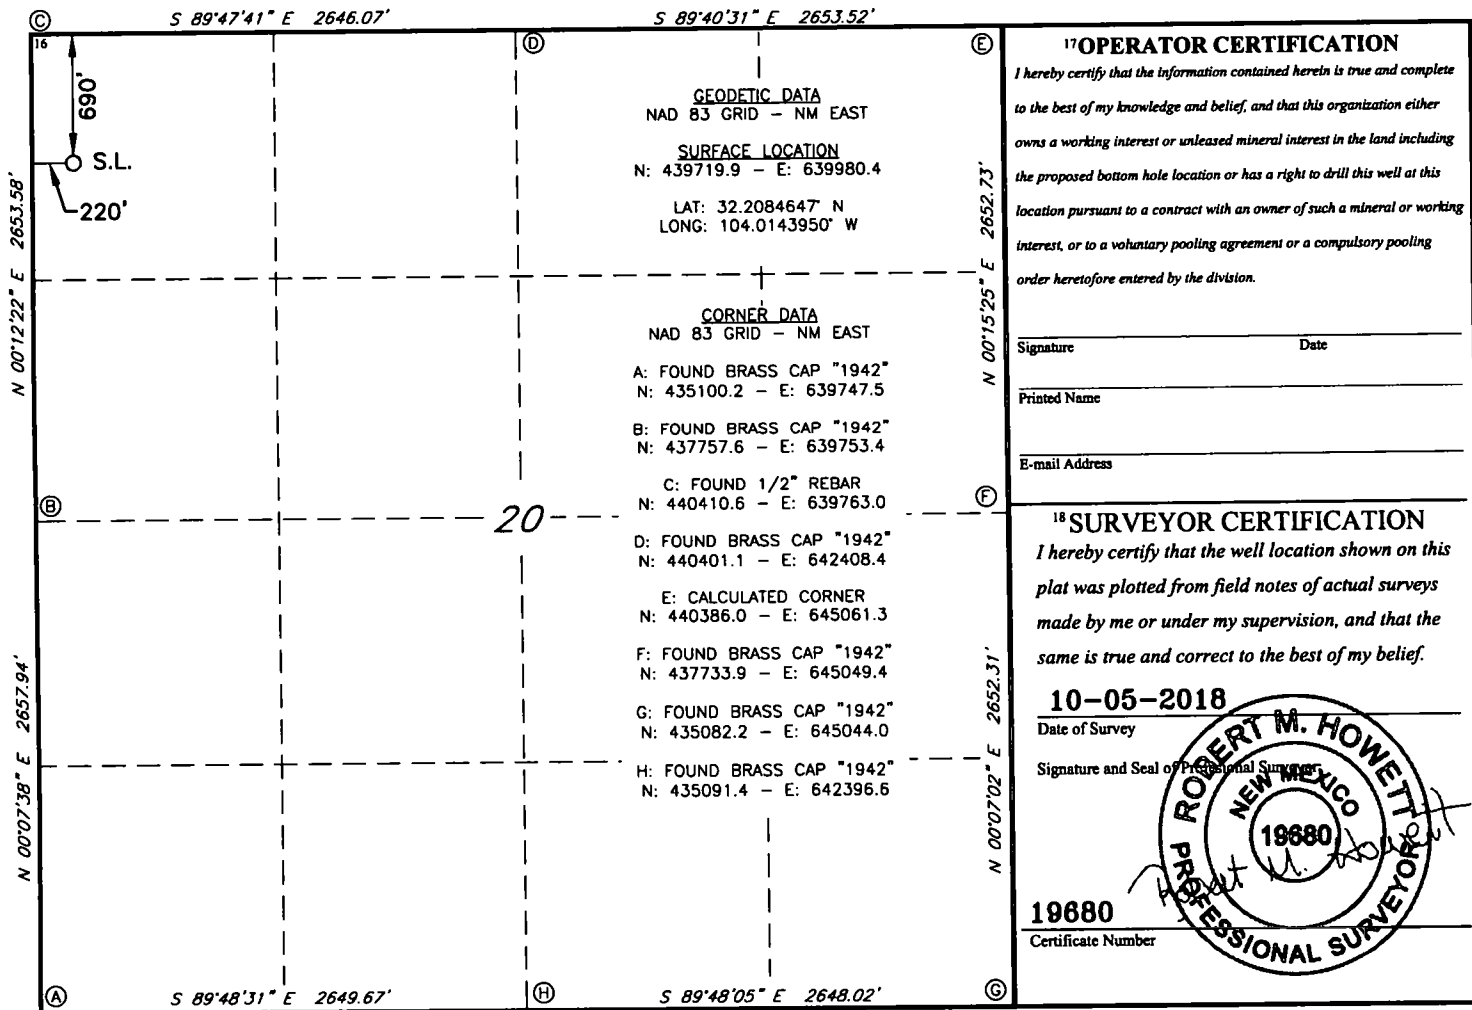 S 89°47'41" E 2646.07'
S 89°40'31" E 2653.52'
C
16
D
E
690'
S.L.
220'
N 00°12'22" E 2653.58'
GEODETIC DATA
NAD 83 GRID – NM EAST
SURFACE LOCATION
N: 439719.9 – E: 639980.4
LAT: 32.2084647° N
LONG: 104.0143950° W
N 00°15'25" E 2652.73'
CORNER DATA
NAD 83 GRID – NM EAST
A: FOUND BRASS CAP "1942"
N: 435100.2 – E: 639747.5
B: FOUND BRASS CAP "1942"
N: 437757.6 – E: 639753.4
C: FOUND 1/2" REBAR
N: 440410.6 – E: 639763.0
D: FOUND BRASS CAP "1942"
N: 440401.1 – E: 642408.4
E: CALCULATED CORNER
N: 440386.0 – E: 645061.3
F: FOUND BRASS CAP "1942"
N: 437733.9 – E: 645049.4
G: FOUND BRASS CAP "1942"
N: 435082.2 – E: 645044.0
H: FOUND BRASS CAP "1942"
N: 435091.4 – E: 642396.6
B
20
F
N 00°07'38" E 2657.94'
N 00°07'02" E 2652.31'
A
S 89°48'31" E 2649.67'
H
S 89°48'05" E 2648.02'
G
17 OPERATOR CERTIFICATION
I hereby certify that the information contained herein is true and complete
to the best of my knowledge and belief, and that this organization either
owns a working interest or unleased mineral interest in the land including
the proposed bottom hole location or has a right to drill this well at this
location pursuant to a contract with an owner of such a mineral or working
interest, or to a voluntary pooling agreement or a compulsory pooling
order heretofore entered by the division.
Signature Date
Printed Name
E-mail Address
18 SURVEYOR CERTIFICATION
I hereby certify that the well location shown on this
plat was plotted from field notes of actual surveys
made by me or under my supervision, and that the
same is true and correct to the best of my belief.
10-05-2018
Date of Survey
Signature and Seal of Professional Surveyor:
ROBERT M. HOWETT
NEW MEXICO
19680
PROFESSIONAL SURVEYOR
Robert M. Howett
19680
Certificate Number